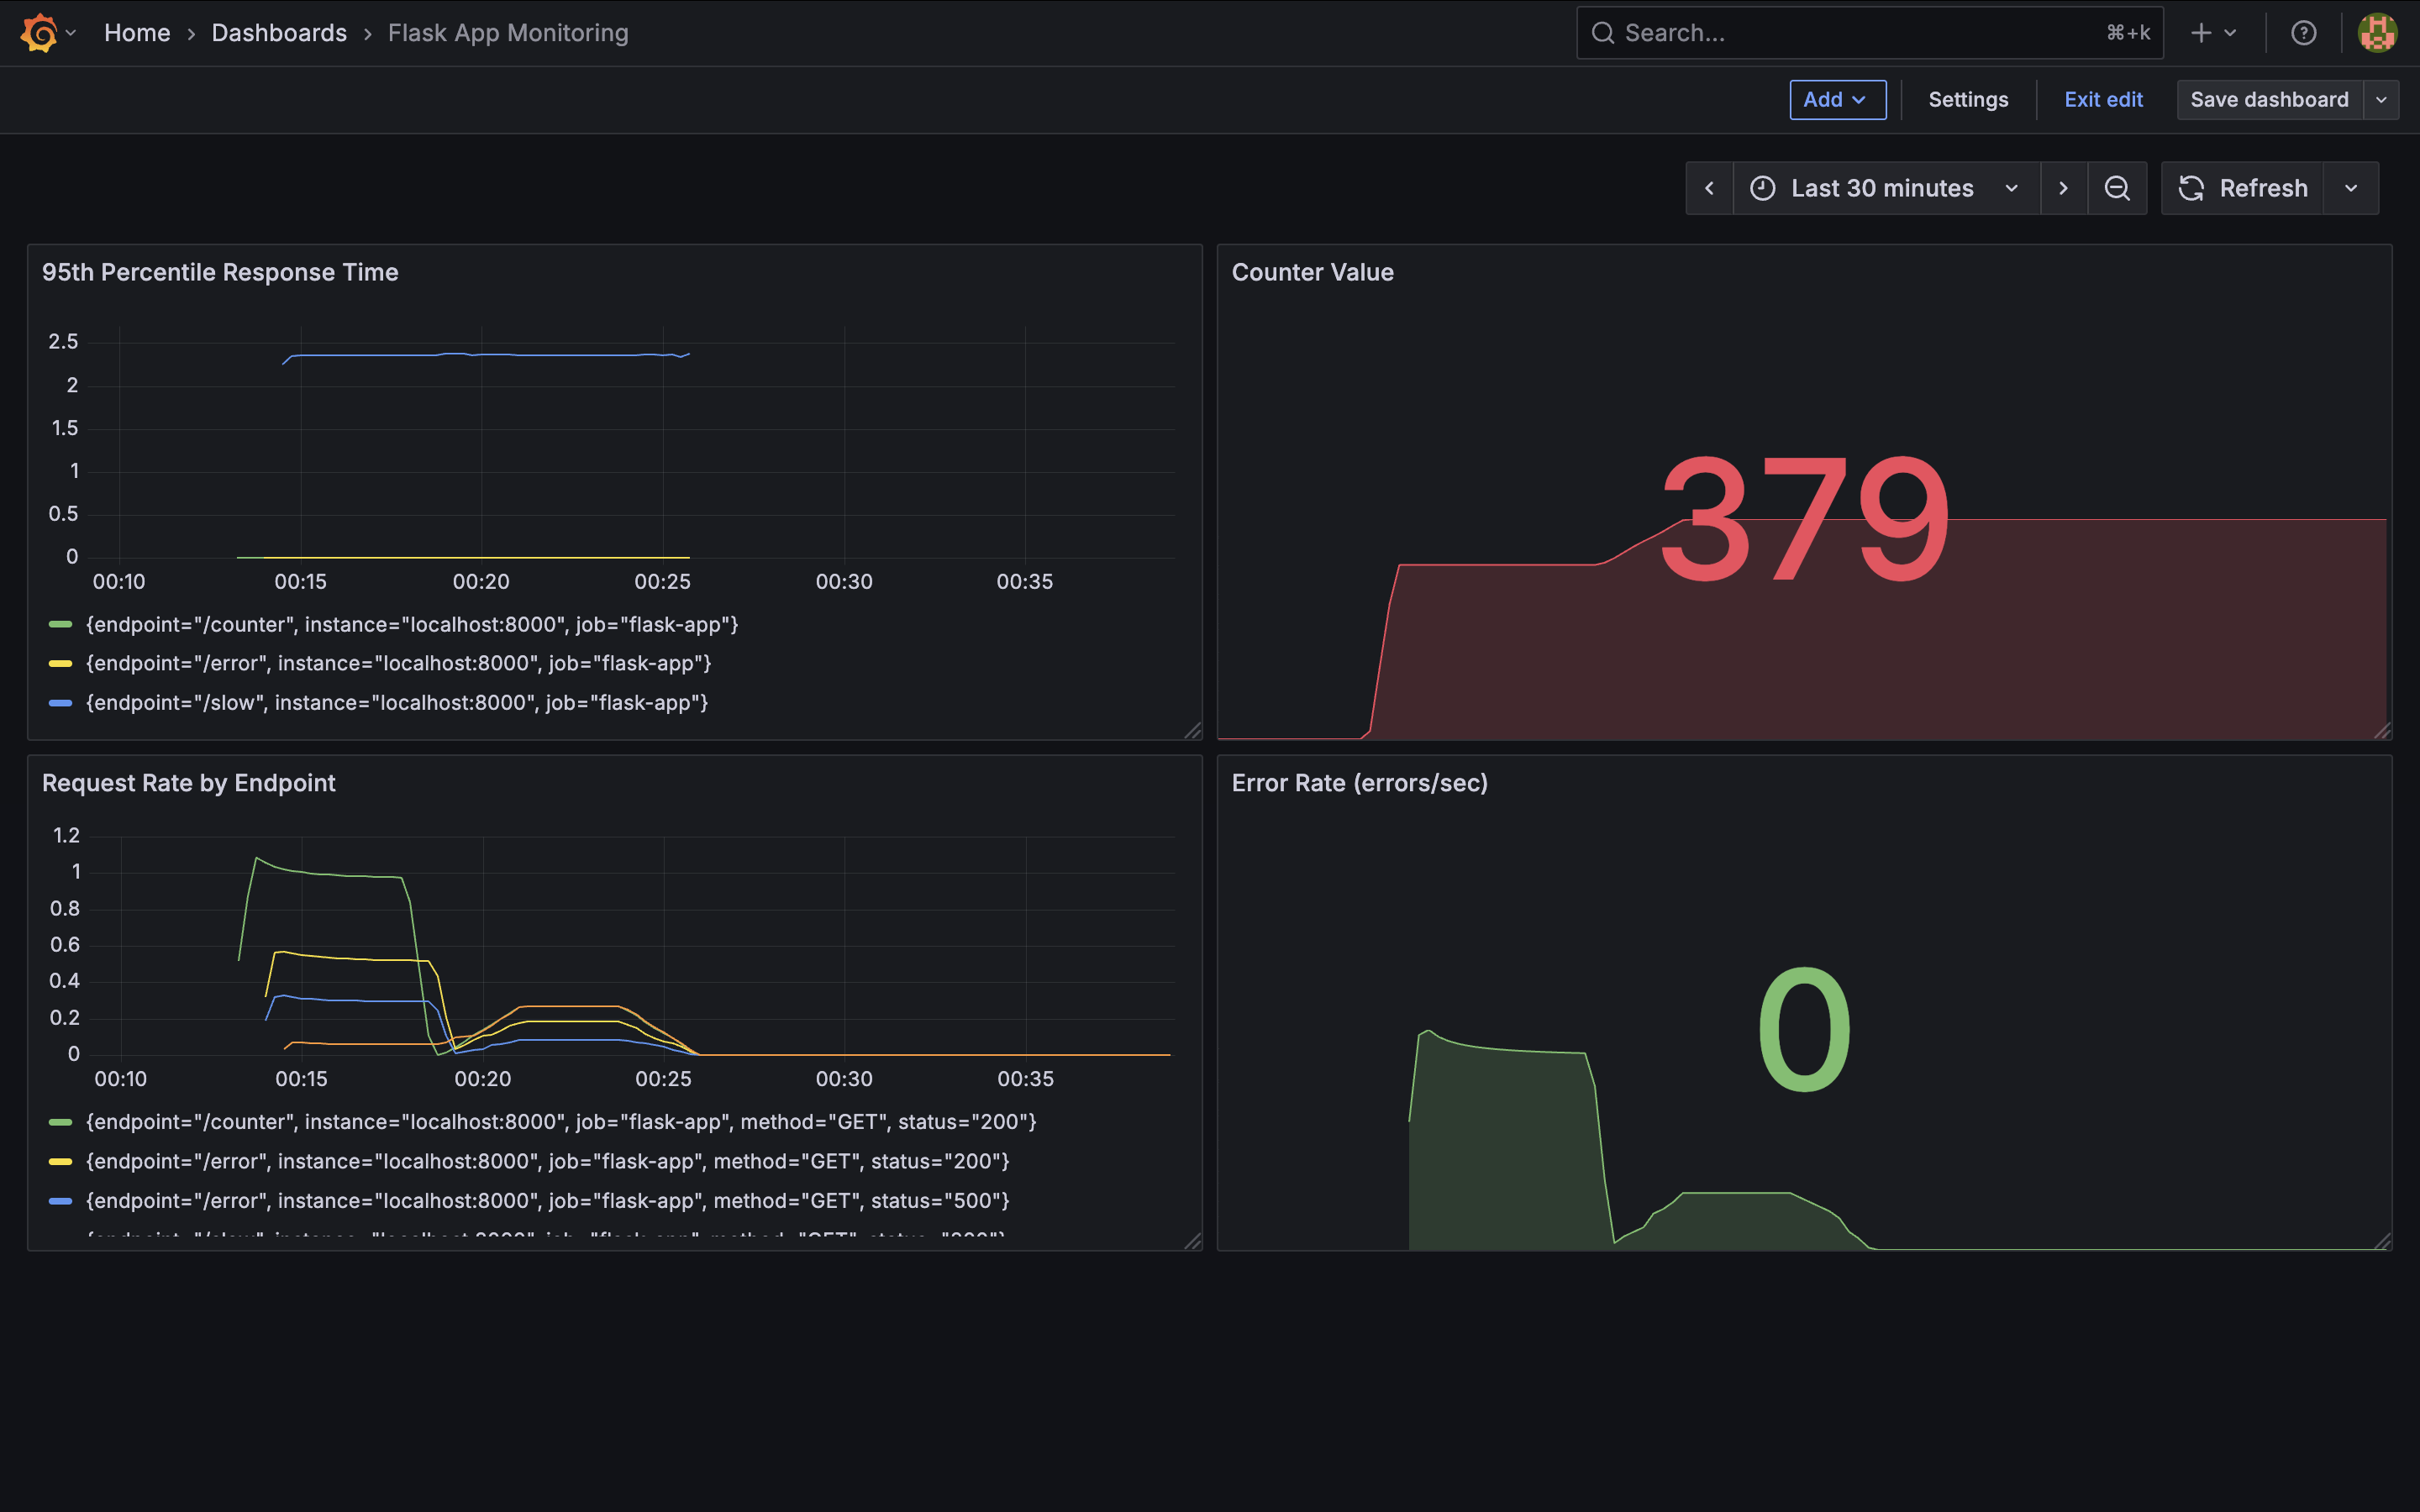 Home › Dashboards › Flask App Monitoring
Search...
⌘+k
Add
Settings
Exit edit
Save dashboard
Last 30 minutes
Refresh
95th Percentile Response Time
2.5
2
1.5
1
0.5
0
00:10 00:15 00:20 00:25 00:30 00:35
{endpoint="/counter", instance="localhost:8000", job="flask-app"}
{endpoint="/error", instance="localhost:8000", job="flask-app"}
{endpoint="/slow", instance="localhost:8000", job="flask-app"}
Counter Value
379
Request Rate by Endpoint
1.2
1
0.8
0.6
0.4
0.2
0
00:10 00:15 00:20 00:25 00:30 00:35
{endpoint="/counter", instance="localhost:8000", job="flask-app", method="GET", status="200"}
{endpoint="/error", instance="localhost:8000", job="flask-app", method="GET", status="200"}
{endpoint="/error", instance="localhost:8000", job="flask-app", method="GET", status="500"}
Error Rate (errors/sec)
0